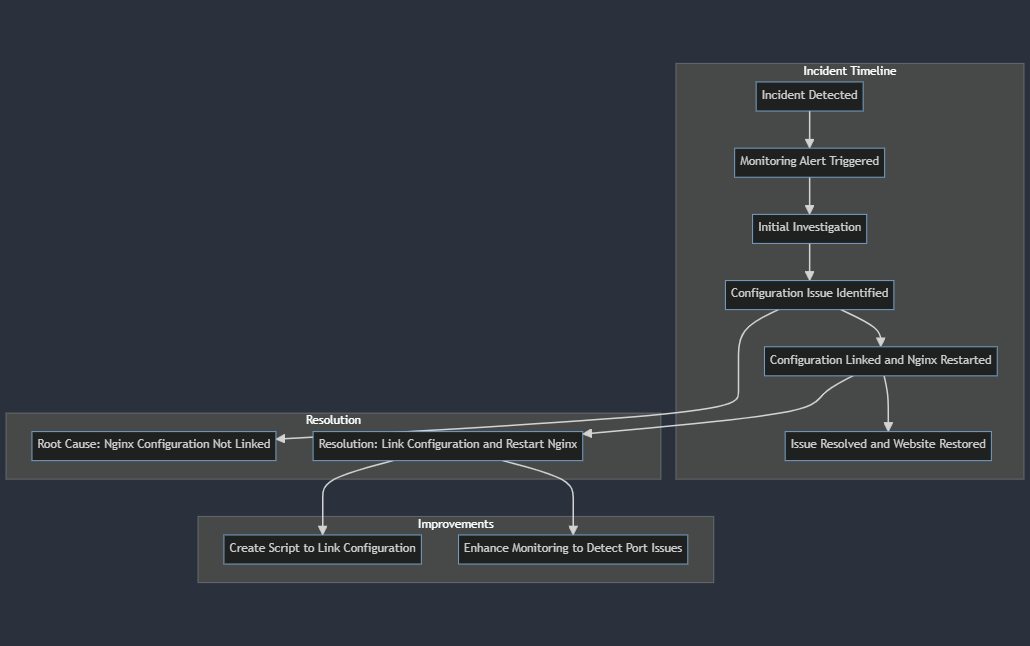 Incident Timeline
Incident Detected
Monitoring Alert Triggered
Initial Investigation
Configuration Issue Identified
Configuration Linked and Nginx Restarted
Issue Resolved and Website Restored
Resolution
Root Cause: Nginx Configuration Not Linked
Resolution: Link Configuration and Restart Nginx
Improvements
Create Script to Link Configuration
Enhance Monitoring to Detect Port Issues